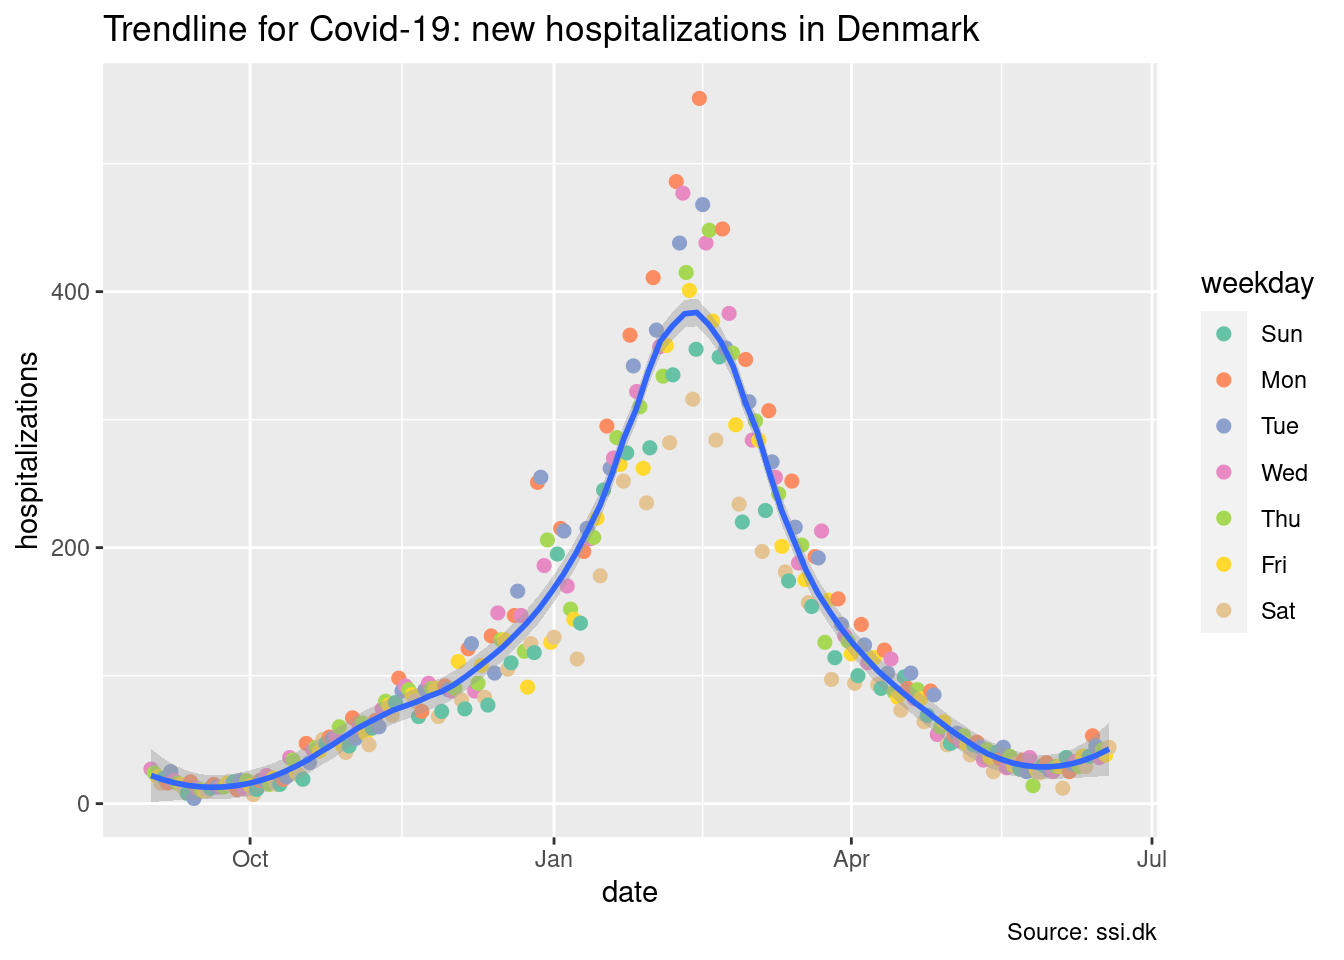 Trendline for Covid-19: new hospitalizations in Denmark
hospitalizations
400
200
0
Oct
Jan
Apr
Jul
date
weekday
Sun
Mon
Tue
Wed
Thu
Fri
Sat
Source: ssi.dk